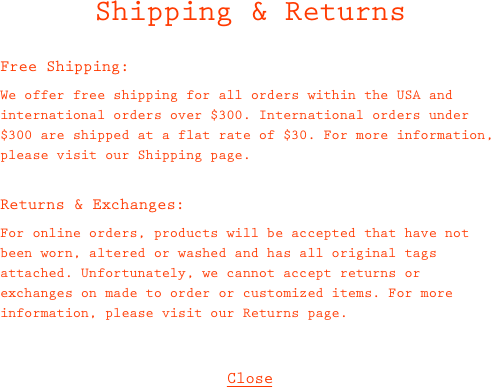 Shipping & Returns
Free Shipping:
We offer free shipping for all orders within the USA and
international orders over $300. International orders under
$300 are shipped at a flat rate of $30. For more information,
please visit our Shipping page.
Returns & Exchanges:
For online orders, products will be accepted that have not
been worn, altered or washed and has all original tags
attached. Unfortunately, we cannot accept returns or
exchanges on made to order or customized items. For more
information, please visit our Returns page.
Close